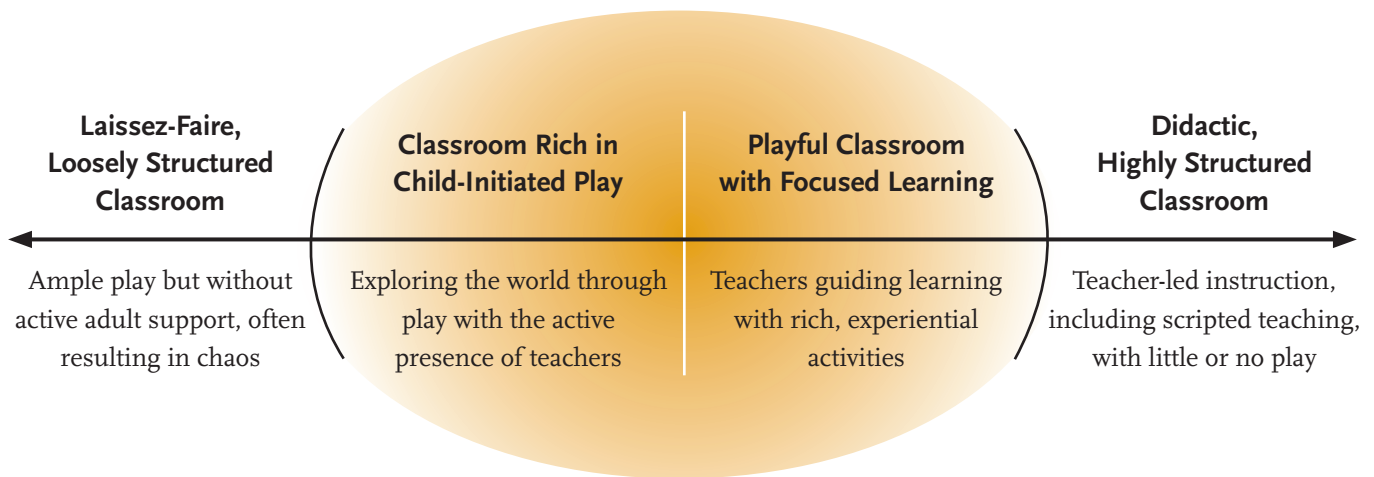 Laissez-Faire,
Loosely Structured
Classroom
Ample play but without
active adult support, often
resulting in chaos
Classroom Rich in
Child-Initiated Play
Exploring the world through
play with the active
presence of teachers
Playful Classroom
with Focused Learning
Teachers guiding learning
with rich, experiential
activities
Didactic,
Highly Structured
Classroom
Teacher-led instruction,
including scripted teaching,
with little or no play